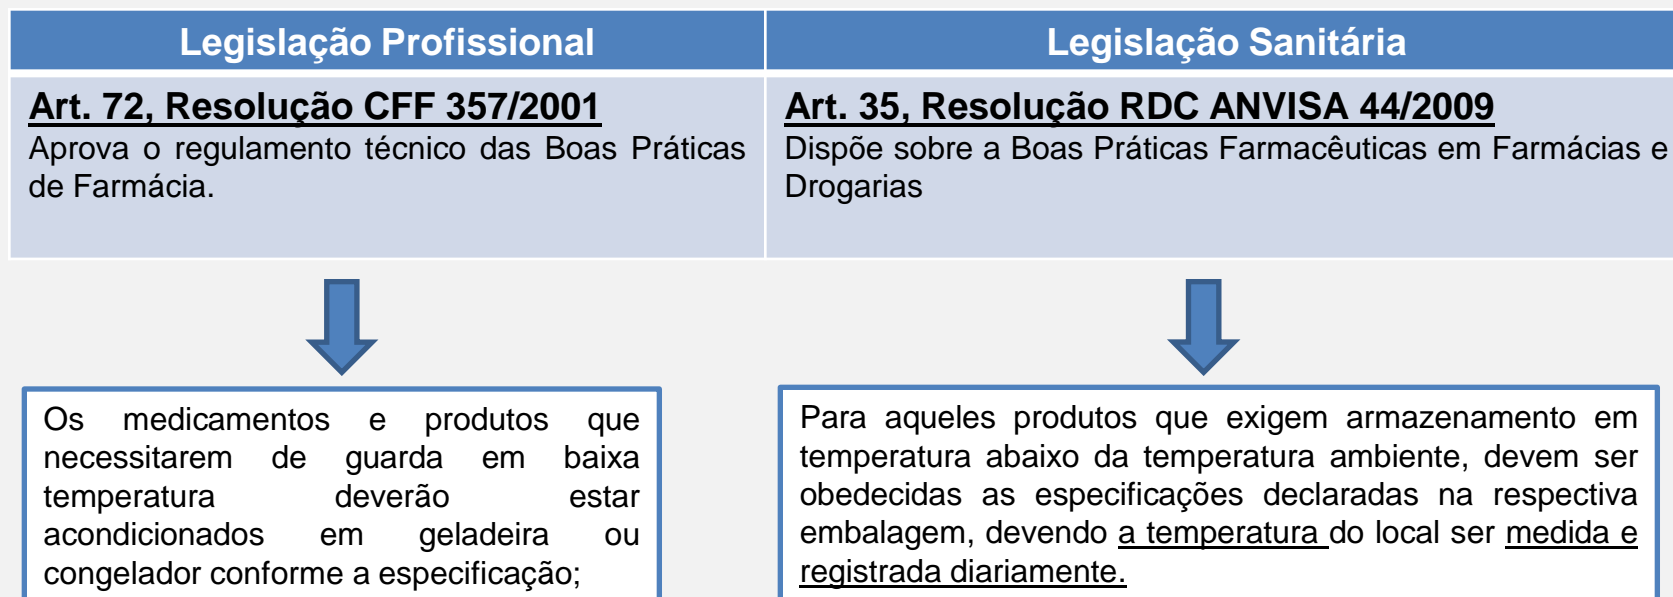 Legislação Profissional
Legislação Sanitária
Art. 72, Resolução CFF 357/2001
Aprova o regulamento técnico das Boas Práticas
de Farmácia.
Art. 35, Resolução RDC ANVISA 44/2009
Dispõe sobre a Boas Práticas Farmacêuticas em Farmácias e
Drogarias
Os medicamentos e produtos que
necessitarem de guarda em baixa
temperatura deverão estar
acondicionados em geladeira ou
congelador conforme a especificação;
Para aqueles produtos que exigem armazenamento em
temperatura abaixo da temperatura ambiente, devem ser
obedecidas as especificações declaradas na respectiva
embalagem, devendo a temperatura do local ser medida e
registrada diariamente.